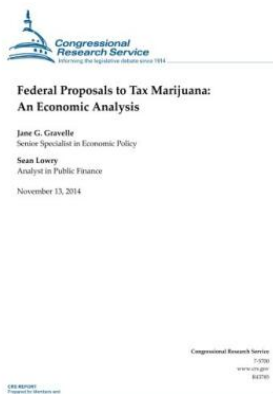 Congressional
Research Service
Informing the legislative debate since 1914
Federal Proposals to Tax Marijuana:
An Economic Analysis
Jane G. Gravelle
Senior Specialist in Economic Policy
Sean Lowry
Analyst in Public Finance
November 13, 2014
Congressional Research Service
7-5700
www.crs.gov
R43785
CRS REPORT
Prepared for Members and